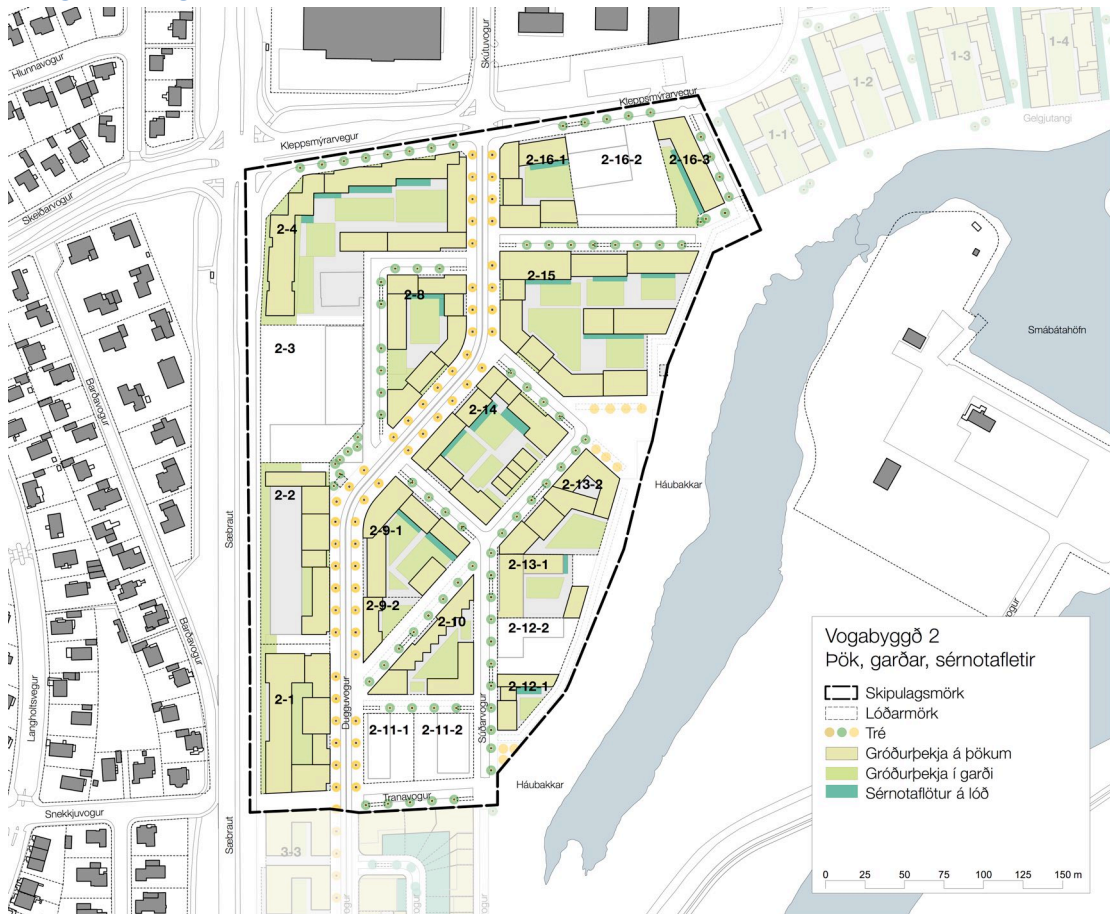 Hlunnavogur
Skútuvogur
Kleppsmýrarvegur
Kleppsmýrarvegur
Skeiðarvogur
1-1
1-2
1-3
1-4
Gelgjutangi
2-16-1
2-16-2
2-16-3
2-4
2-15
2-8
2-3
Smábátahöfn
Barðavogur
2-14
2-2
2-13-2
Háubakkar
Sæbraut
2-9-1
2-13-1
2-9-2
2-10
2-12-2
Barðavogur
Langholtsvegur
2-1
Dugguvogur
2-12-1
Súðarvogur
2-11-1
2-11-2
Tranavogur
Háubakkar
Snekkjuvogur
Sæbraut
3-3
Súðarvogur
Vogabyggð 2
Þök, garðar, sérnotafletir
Skipulagsmörk
Lóðarmörk
Tré
Gróðurþekja á þökum
Gróðurþekja í garði
Sérnotaflötur á lóð
0 25 50 75 100 150 m